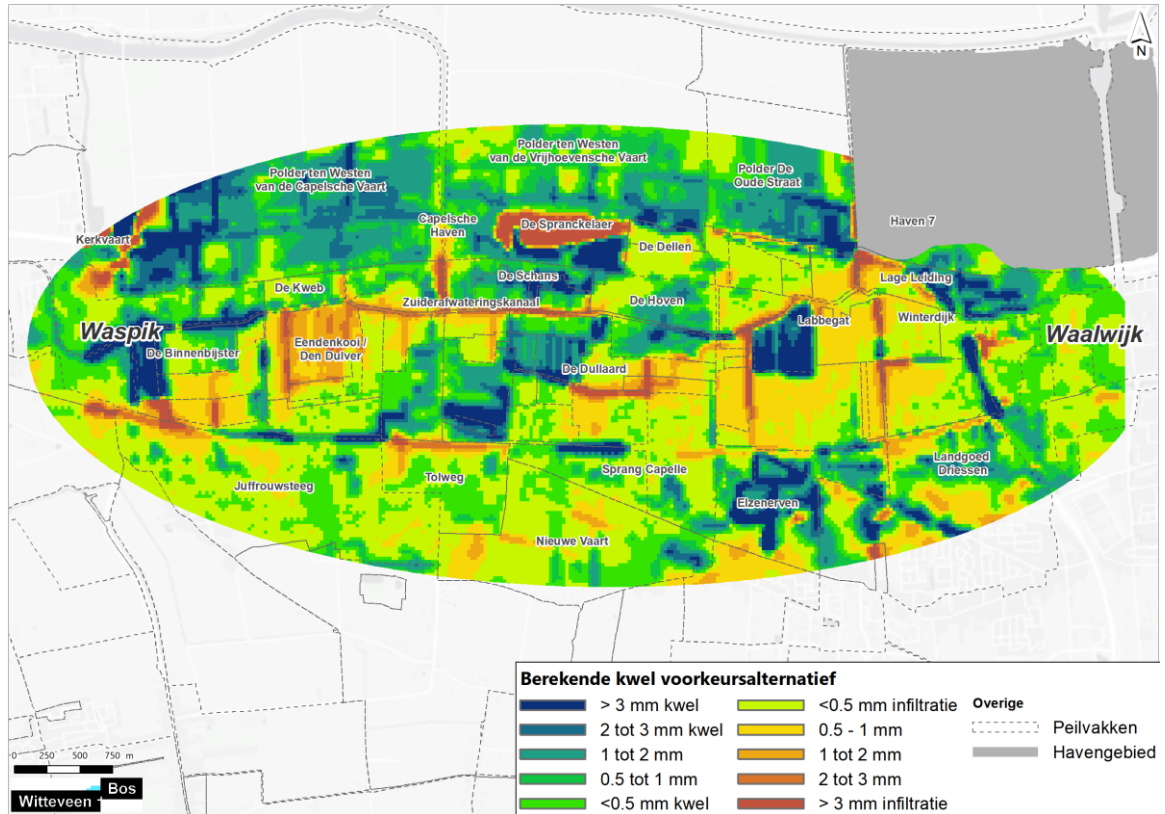 N
Polder ten Westen
van de Vrijhoevensche Vaart
Polder ten Westen
van de Capelsche Vaart
Polder De
Oude Straat
Haven 7
Kerkvaart
Capelsche
Haven
De Spranckelaer
De Dellen
Lage Leiding
De Schans
De Kweb
Zuiderafwateringskanaal
De Hoven
Labbegat
Winterdijk
Waspik
Waalwijk
De Binnenbijster
Eendenkooi /
Den Dulver
De Dullaard
Landgoed
Driessen
Sprang Capelle
Tolweg
Juffrouwsteeg
Elzenerven
Nieuwe Vaart
Berekende kwel voorkeursalternatief
> 3 mm kwel
2 tot 3 mm kwel
1 tot 2 mm
0.5 tot 1 mm
<0.5 mm kwel
<0.5 mm infiltratie
0.5 - 1 mm
1 tot 2 mm
2 tot 3 mm
> 3 mm infiltratie
Overige
Peilvakken
Havengebied
0 250 500 750 m
Witteveen Bos